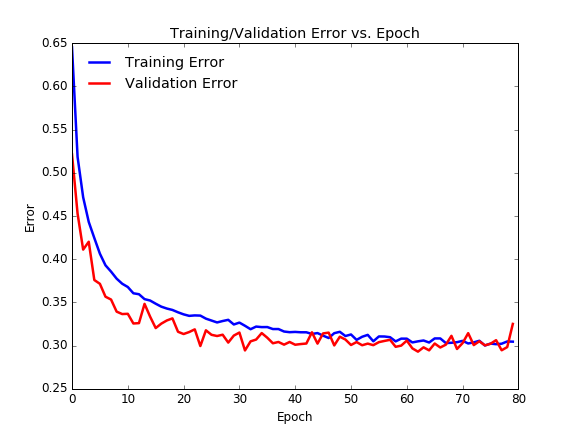 Training/Validation Error vs. Epoch
0.65
Training Error
Validation Error
0.60
0.55
0.50
0.45
Error
0.40
0.35
0.30
0.25
0 10 20 30 40 50 60 70 80
Epoch